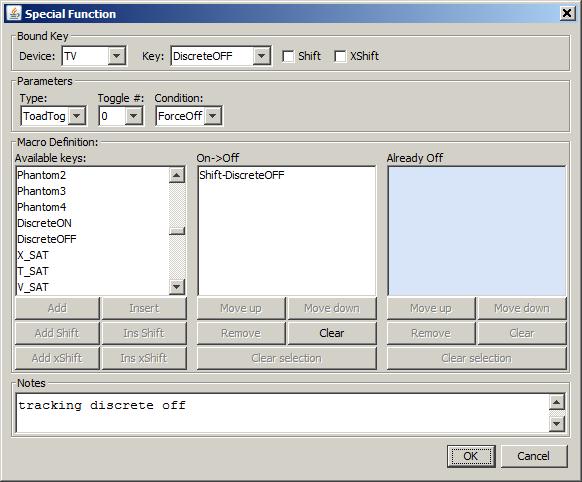 Special Function
Bound Key
Device: TV Key: DiscreteOFF Shift XShift
Parameters
Type: Toggle #: Condition:
ToadTog 0 ForceOff
Macro Definition:
Available keys: On->Off Already Off
Phantom2 Shift-DiscreteOFF
Phantom3
Phantom4
DiscreteON
DiscreteOFF
X_SAT
T_SAT
V_SAT
Add Insert Move up Move down Move up Move down
Add Shift Ins Shift Remove Clear Remove Clear
Add xShift Ins xShift Clear selection Clear selection
Notes
tracking discrete off
OK Cancel